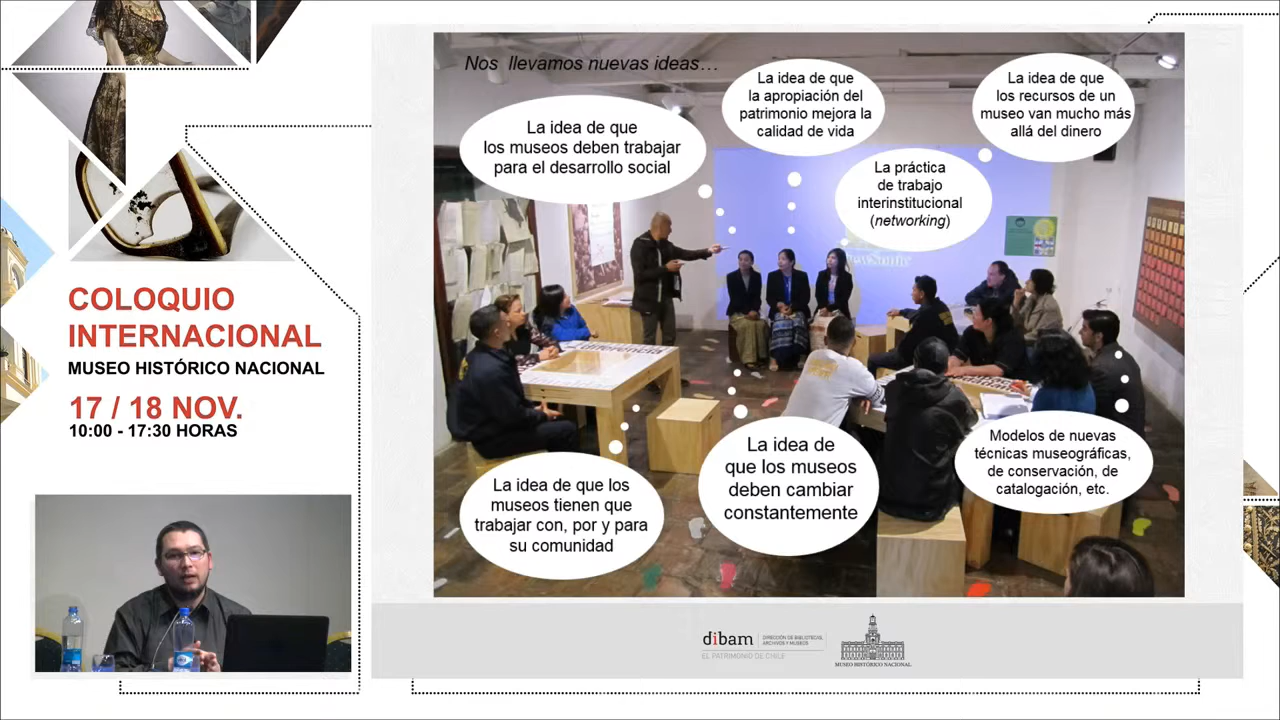 COLOQUIO
INTERNACIONAL
MUSEO HISTÓRICO NACIONAL
17 / 18 NOV.
10:00 - 17:30 HORAS
Nos llevamos nuevas ideas…
La idea de que
los museos deben trabajar
para el desarrollo social
La idea de que
la apropiación del
patrimonio mejora la
calidad de vida
La idea de que
los recursos de un
museo van mucho más
allá del dinero
La práctica
de trabajo
interinstitucional
(networking)
La idea de que los
museos tienen que
trabajar con, por y para
su comunidad
La idea de
que los museos
deben cambiar
constantemente
Modelos de nuevas
técnicas museográficas,
de conservación, de
catalogación, etc.
dibam
DIRECCIÓN DE BIBLIOTECAS,
ARCHIVOS Y MUSEOS
EL PATRIMONIO DE CHILE
MUSEO HISTÓRICO NACIONAL